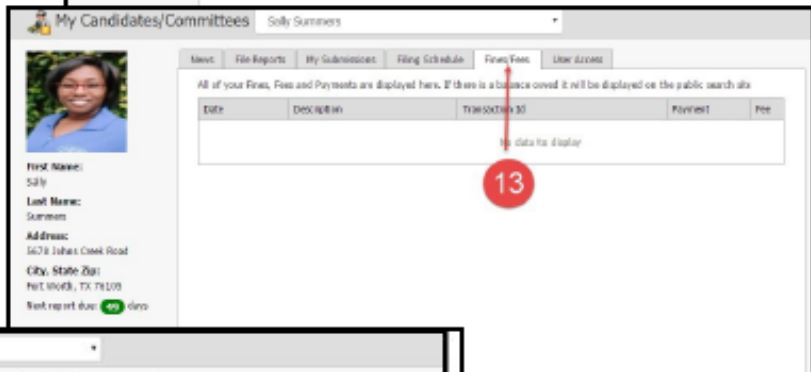 My Candidates/Committees Sally Summers
News File Reports My Submissions Filing Schedule Fines/Fees User Access
All of your Fines, Fees and Payments are displayed here. If there is a balance owed it will be displayed on the public search site
Date Description Transaction Id Payment Fee
No data to display
13
First Name:
Sally
Last Name:
Summers
Address:
5678 Johns Creek Road
City, State Zip:
Fort Worth, TX 76109
Next report due: 49 days